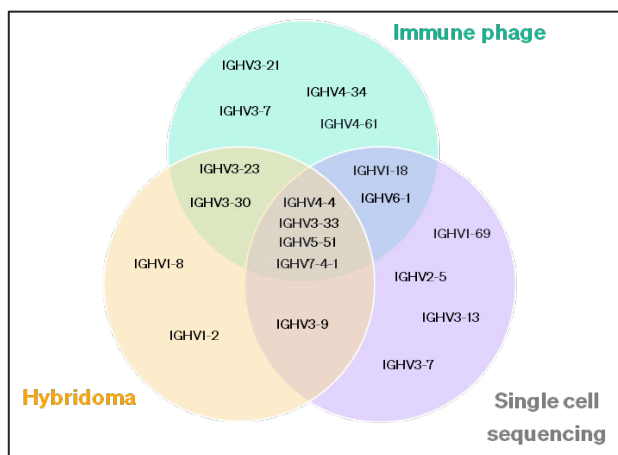 Immune phage
IGHV3-21
IGHV4-34
IGHV3-7
IGHV4-61
IGHV3-23
IGHV1-18
IGHV3-30
IGHV4-4
IGHV6-1
IGHV3-33
IGHV5-51
IGHV1-69
IGHV1-8
IGHV7-4-1
IGHV2-5
IGHV3-9
IGHV3-13
IGHV1-2
IGHV3-7
Hybridoma
Single cell
sequencing